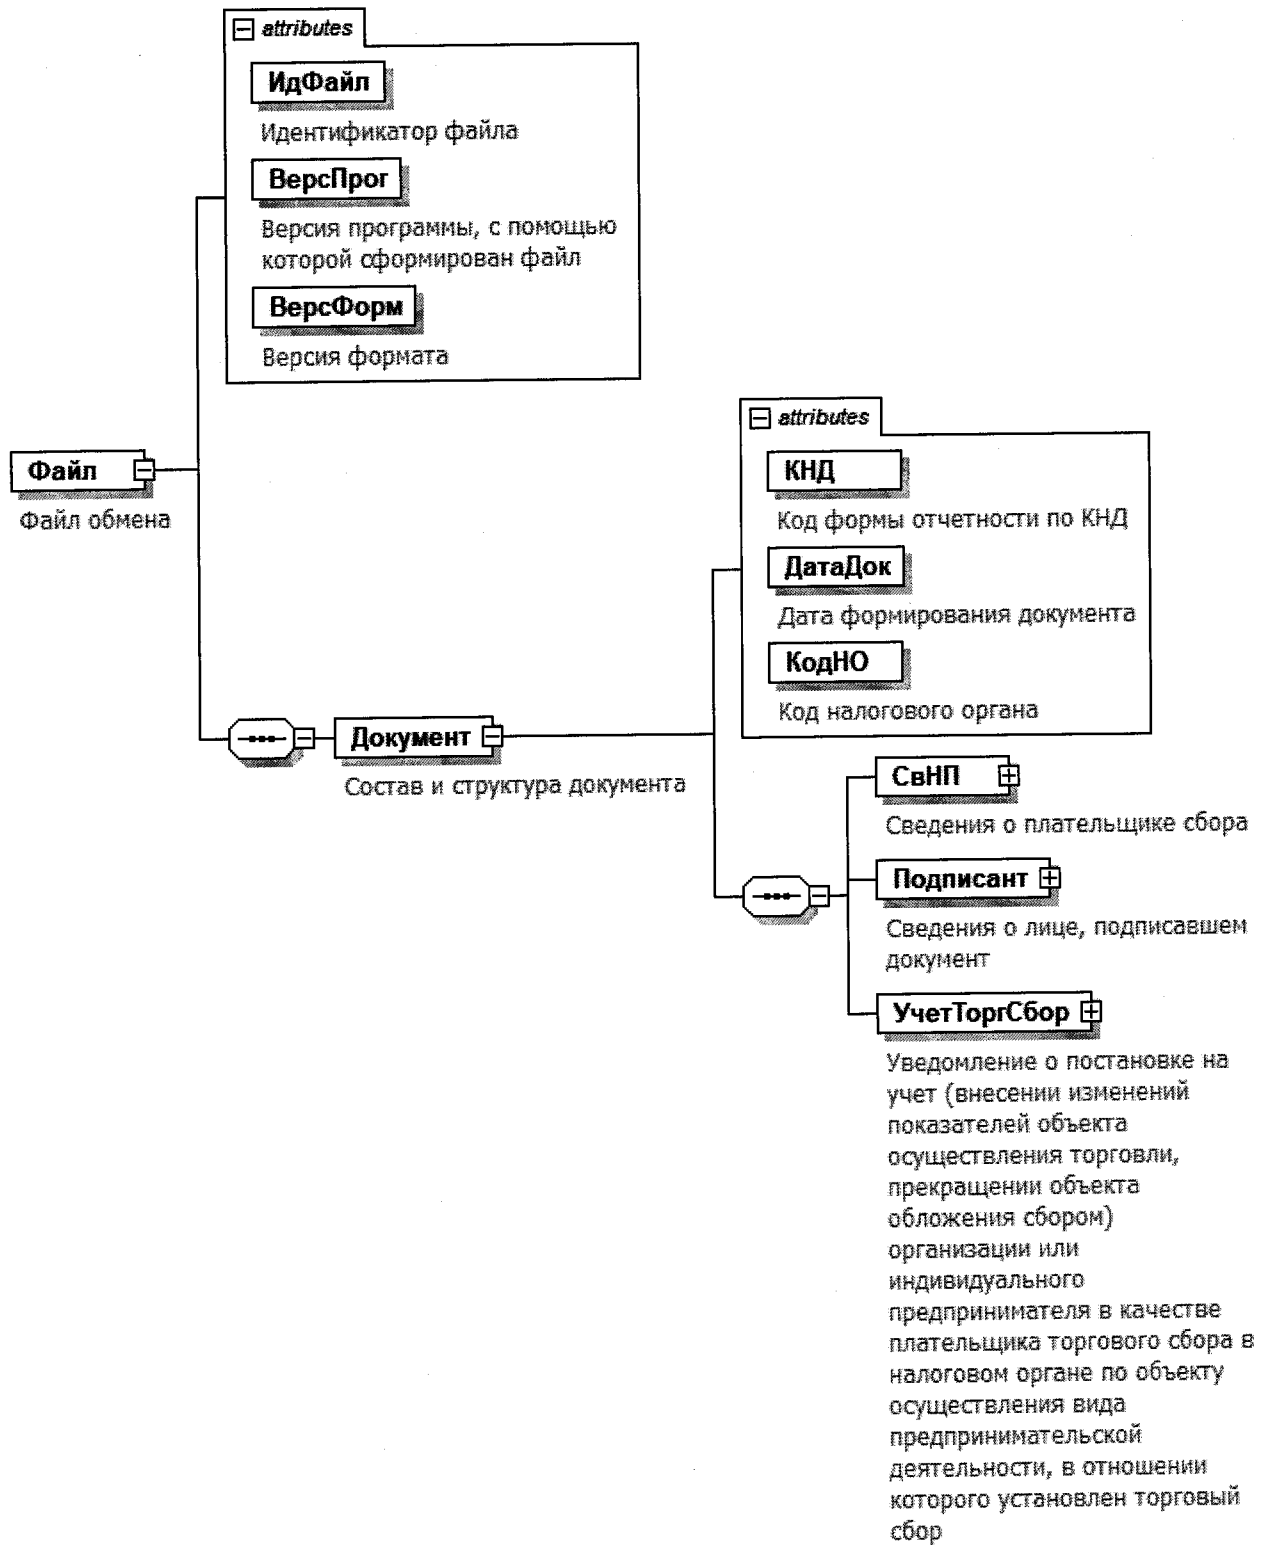 attributes
ИдФайл
Идентификатор файла
ВерсПрог
Версия программы, с помощью
которой сформирован файл
ВерсФорм
Версия формата
Файл
Файл обмена
attributes
КНД
Код формы отчетности по КНД
ДатаДок
Дата формирования документа
КодНО
Код налогового органа
Документ
Состав и структура документа
СвНП
Сведения о плательщике сбора
Подписант
Сведения о лице, подписавшем
документ
УчетТоргСбор
Уведомление о постановке на
учет (внесении изменений
показателей объекта
осуществления торговли,
прекращении объекта
обложения сбором)
организации или
индивидуального
предпринимателя в качестве
плательщика торгового сбора в
налоговом органе по объекту
осуществления вида
предпринимательской
деятельности, в отношении
которого установлен торговый
сбор